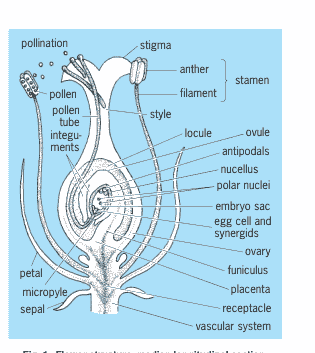 pollination
stigma
anther
stamen
filament
pollen
pollen
tube
style
integu-
ments
locule
ovule
antipodals
nucellus
polar nuclei
embryo sac
egg cell and
synergids
ovary
funiculus
placenta
petal
micropyle
sepal
receptacle
vascular system